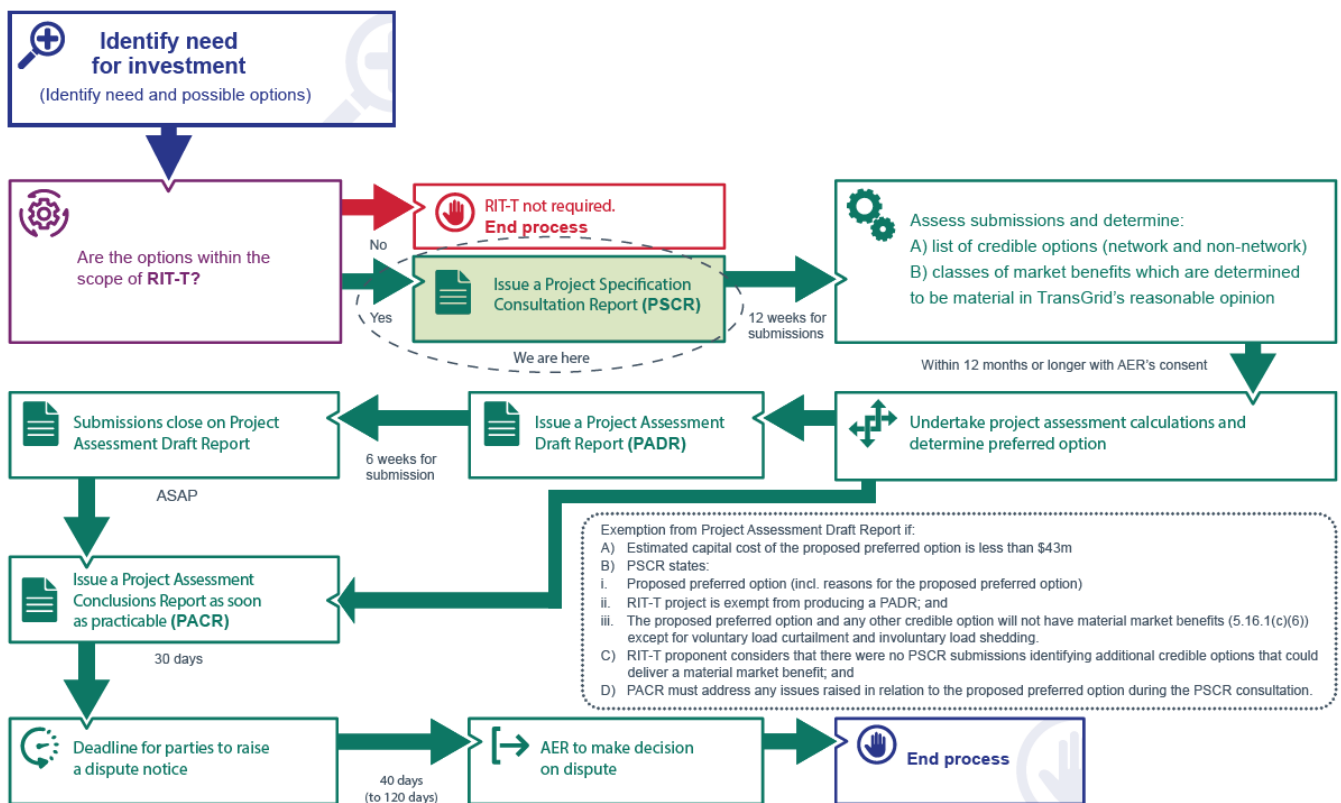 Identify need
for investment
(Identify need and possible options)
Are the options within the
scope of RIT-T?
No
Yes
RIT-T not required.
End process
Issue a Project Specification
Consultation Report (PSCR)
We are here
12 weeks for
submissions
Assess submissions and determine:
A) list of credible options (network and non-network)
B) classes of market benefits which are determined
to be material in TransGrid's reasonable opinion
Within 12 months or longer with AER's consent
Undertake project assessment calculations and
determine preferred option
Issue a Project Assessment
Draft Report (PADR)
6 weeks for
submission
Submissions close on Project
Assessment Draft Report
ASAP
Exemption from Project Assessment Draft Report if:
A) Estimated capital cost of the proposed preferred option is less than $43m
B) PSCR states:
i. Proposed preferred option (incl. reasons for the proposed preferred option)
ii. RIT-T project is exempt from producing a PADR; and
iii. The proposed preferred option and any other credible option will not have material market benefits (5.16.1(c)(6))
except for voluntary load curtailment and involuntary load shedding.
C) RIT-T proponent considers that there were no PSCR submissions identifying additional credible options that could
deliver a material market benefit; and
D) PACR must address any issues raised in relation to the proposed preferred option during the PSCR consultation.
Issue a Project Assessment
Conclusions Report as soon
as practicable (PACR)
30 days
Deadline for parties to raise
a dispute notice
40 days
(to 120 days)
AER to make decision
on dispute
End process